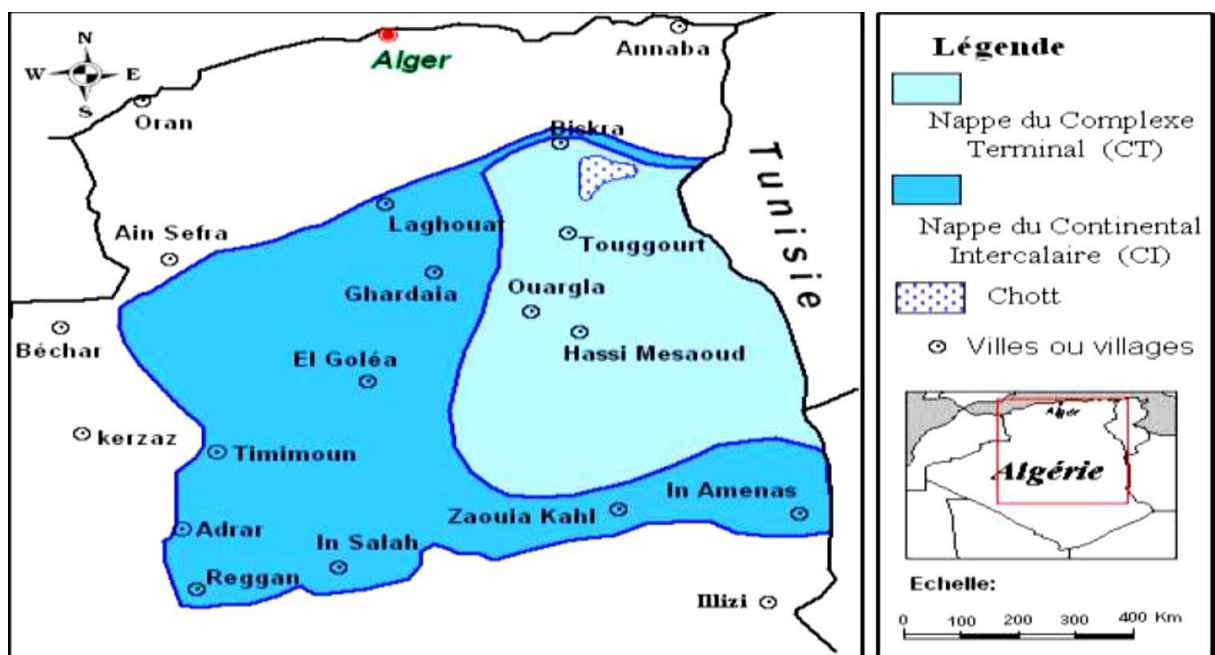 N
W
E
S
Alger
Annaba
Oran
Biskra
Tunisie
Laghouat
Ain Sefra
Touggourt
Ghardaia
Ouargla
Béchar
Hassi Mesaoud
El Goléa
kerzaz
Timimoun
In Amenas
Zaouia Kahl
Adrar
In Salah
Reggan
Illizi
Légende
Nappe du Complexe
Terminal (CT)
Nappe du Continental
Intercalaire (CI)
Chott
Villes ou villages
Alger
Algérie
Echelle:
0 100 200 300 400 Km